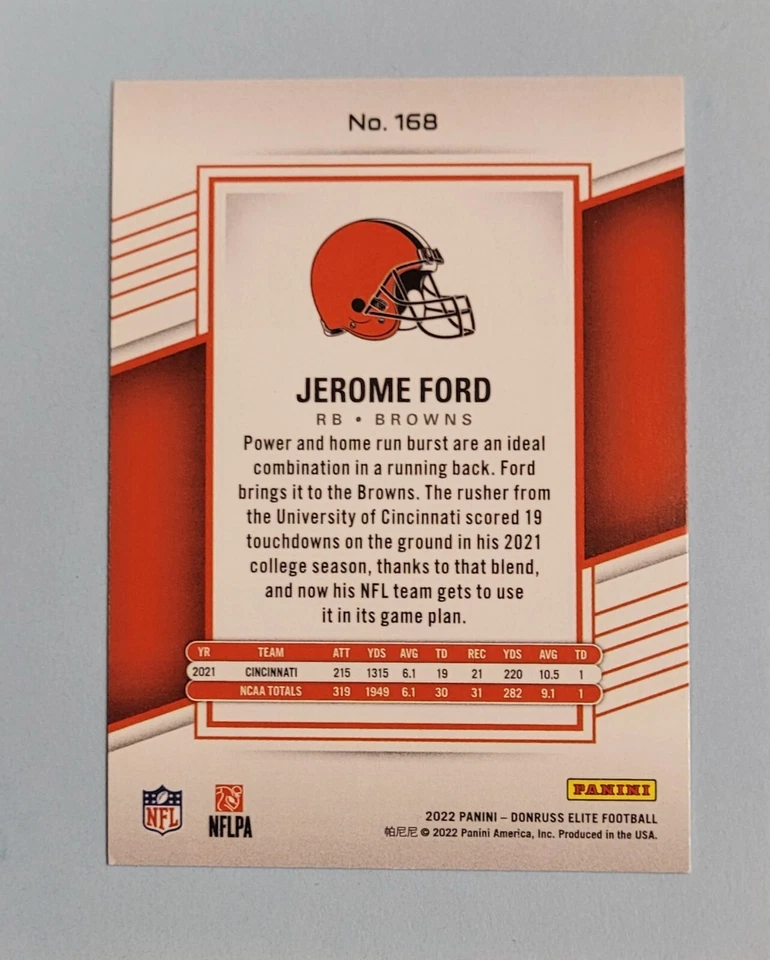 No. 168
JEROME FORD
RB • BROWNS
Power and home run burst are an ideal
combination in a running back. Ford
brings it to the Browns. The rusher from
the University of Cincinnati scored 19
touchdowns on the ground in his 2021
college season, thanks to that blend,
and now his NFL team gets to use
it in its game plan.
YR TEAM ATT YDS AVG TD REC YDS AVG TD
2021 CINCINNATI 215 1315 6.1 19 21 220 10.5 1
NCAA TOTALS 319 1949 6.1 30 31 282 9.1 1
NFL
NFLPA
PANINI
2022 PANINI – DONRUSS ELITE FOOTBALL
帕尼尼 © 2022 Panini America, Inc. Produced in the USA.